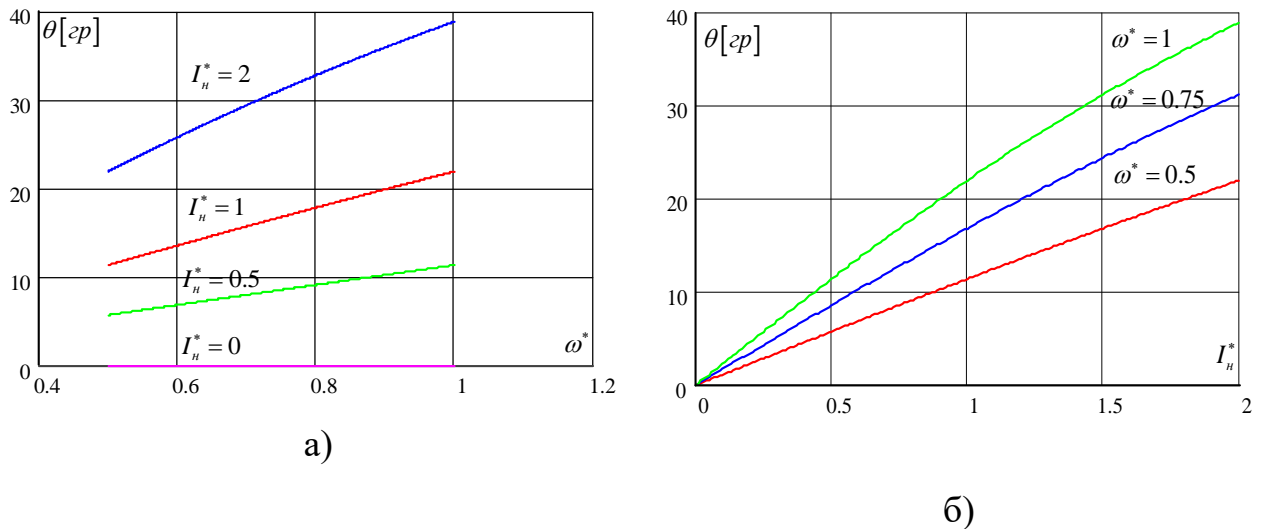 40
θ[гр]
I*н = 2
30
20
I*н = 1
10
I*н = 0.5
I*н = 0
ω*
0
0.4
0.6
0.8
1
1.2
а)
40
θ[гр]
ω* = 1
30
ω* = 0.75
ω* = 0.5
20
10
I*н
0
0
0.5
1
1.5
2
б)